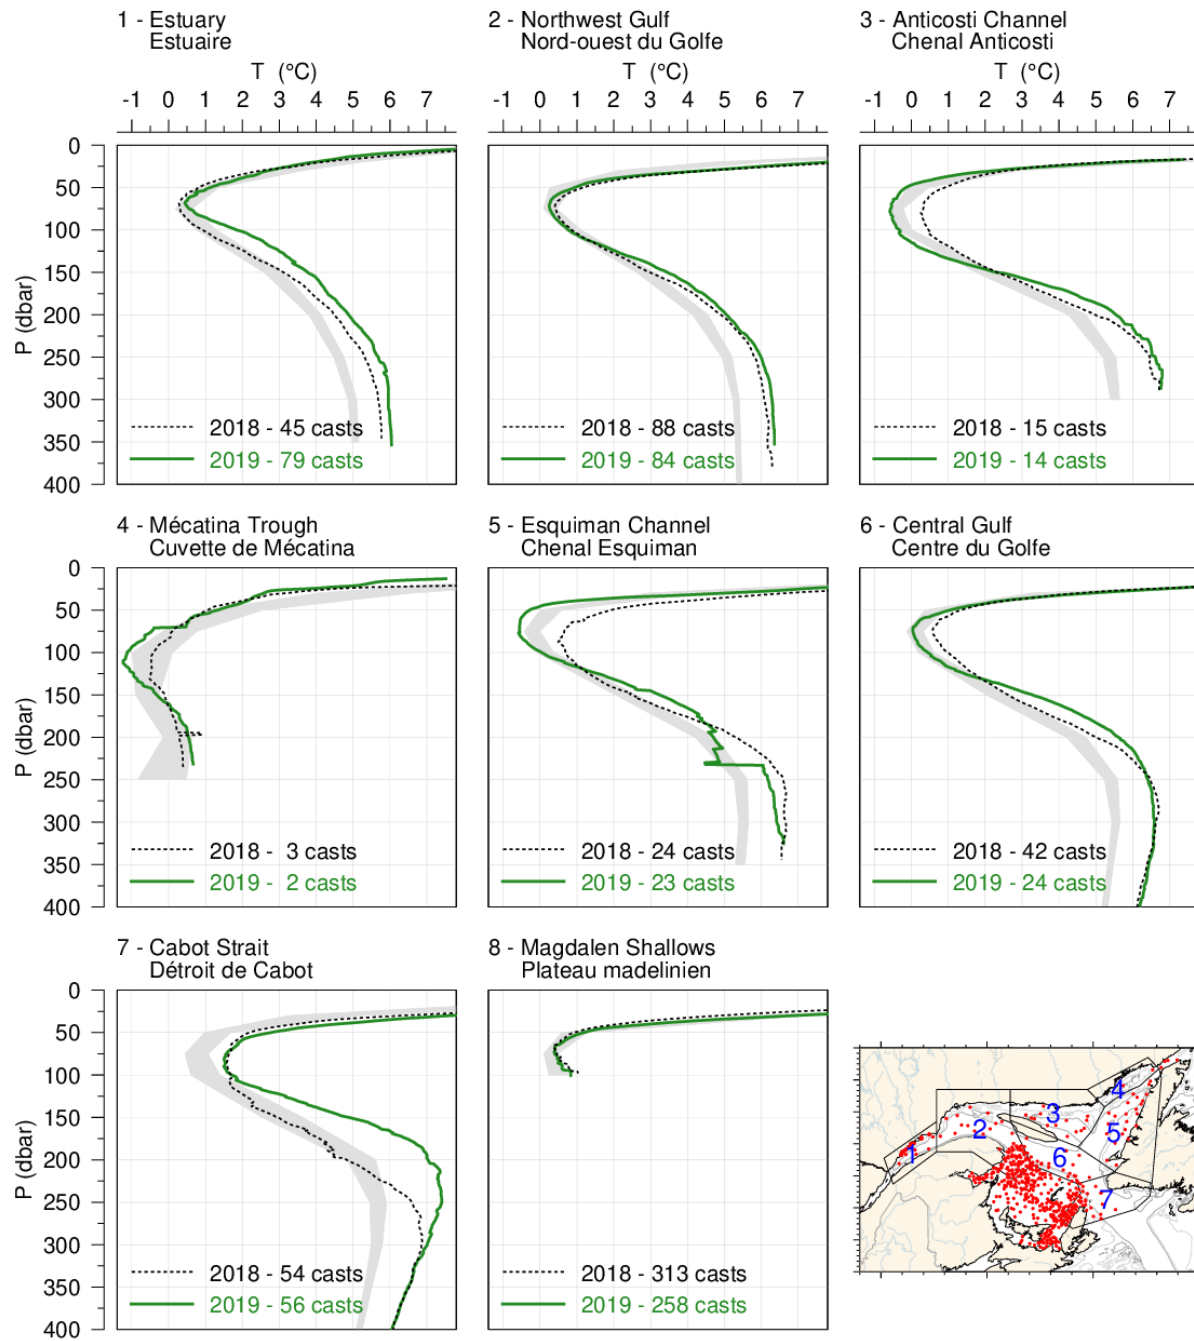 1 - Estuary
Estuaire
2 - Northwest Gulf
Nord-ouest du Golfe
3 - Anticosti Channel
Chenal Anticosti
T (°C)
T (°C)
T (°C)
-1 0 1 2 3 4 5 6 7
-1 0 1 2 3 4 5 6 7
-1 0 1 2 3 4 5 6 7
P (dbar)
0
50
100
150
200
250
300
350
400
2018 - 45 casts
2019 - 79 casts
2018 - 88 casts
2019 - 84 casts
2018 - 15 casts
2019 - 14 casts
4 - Mécatina Trough
Cuvette de Mécatina
5 - Esquiman Channel
Chenal Esquiman
6 - Central Gulf
Centre du Golfe
P (dbar)
0
50
100
150
200
250
300
350
400
2018 - 3 casts
2019 - 2 casts
2018 - 24 casts
2019 - 23 casts
2018 - 42 casts
2019 - 24 casts
7 - Cabot Strait
Détroit de Cabot
8 - Magdalen Shallows
Plateau madelinien
P (dbar)
0
50
100
150
200
250
300
350
400
2018 - 54 casts
2019 - 56 casts
2018 - 313 casts
2019 - 258 casts
1
2
3
4
5
6
7